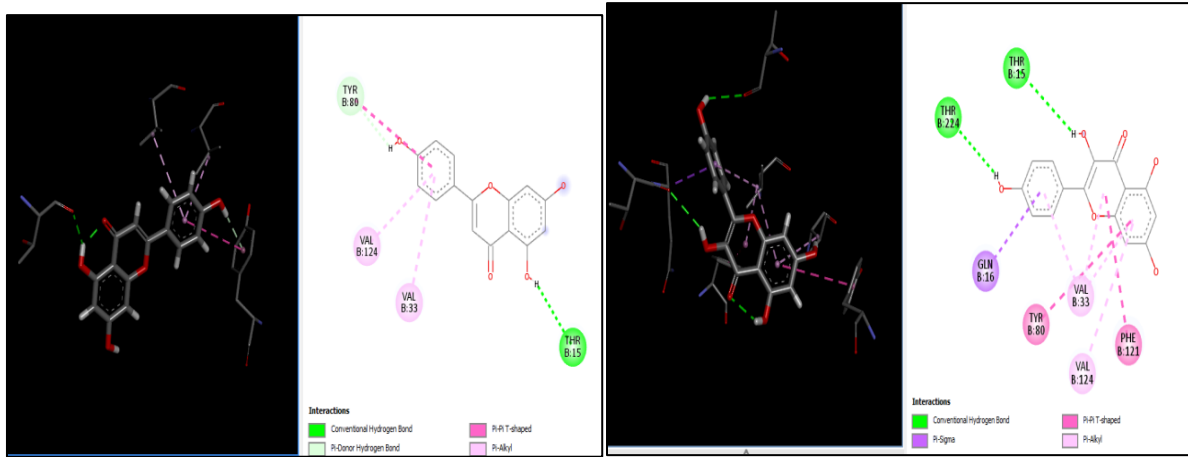 TYR
B:80
VAL
B:124
VAL
B:33
THR
B:15
H
O
O
O
O
H
Interactions
Conventional Hydrogen Bond
Pi-Donor Hydrogen Bond
Pi-Pi T-shaped
Pi-Alkyl
THR
B:15
THR
B:224
GLN
B:16
TYR
B:80
VAL
B:33
VAL
B:124
PHE
B:121
H
O
O
O
H
O
O
O
Interactions
Conventional Hydrogen Bond
Pi-Sigma
Pi-Pi T-shaped
Pi-Alkyl